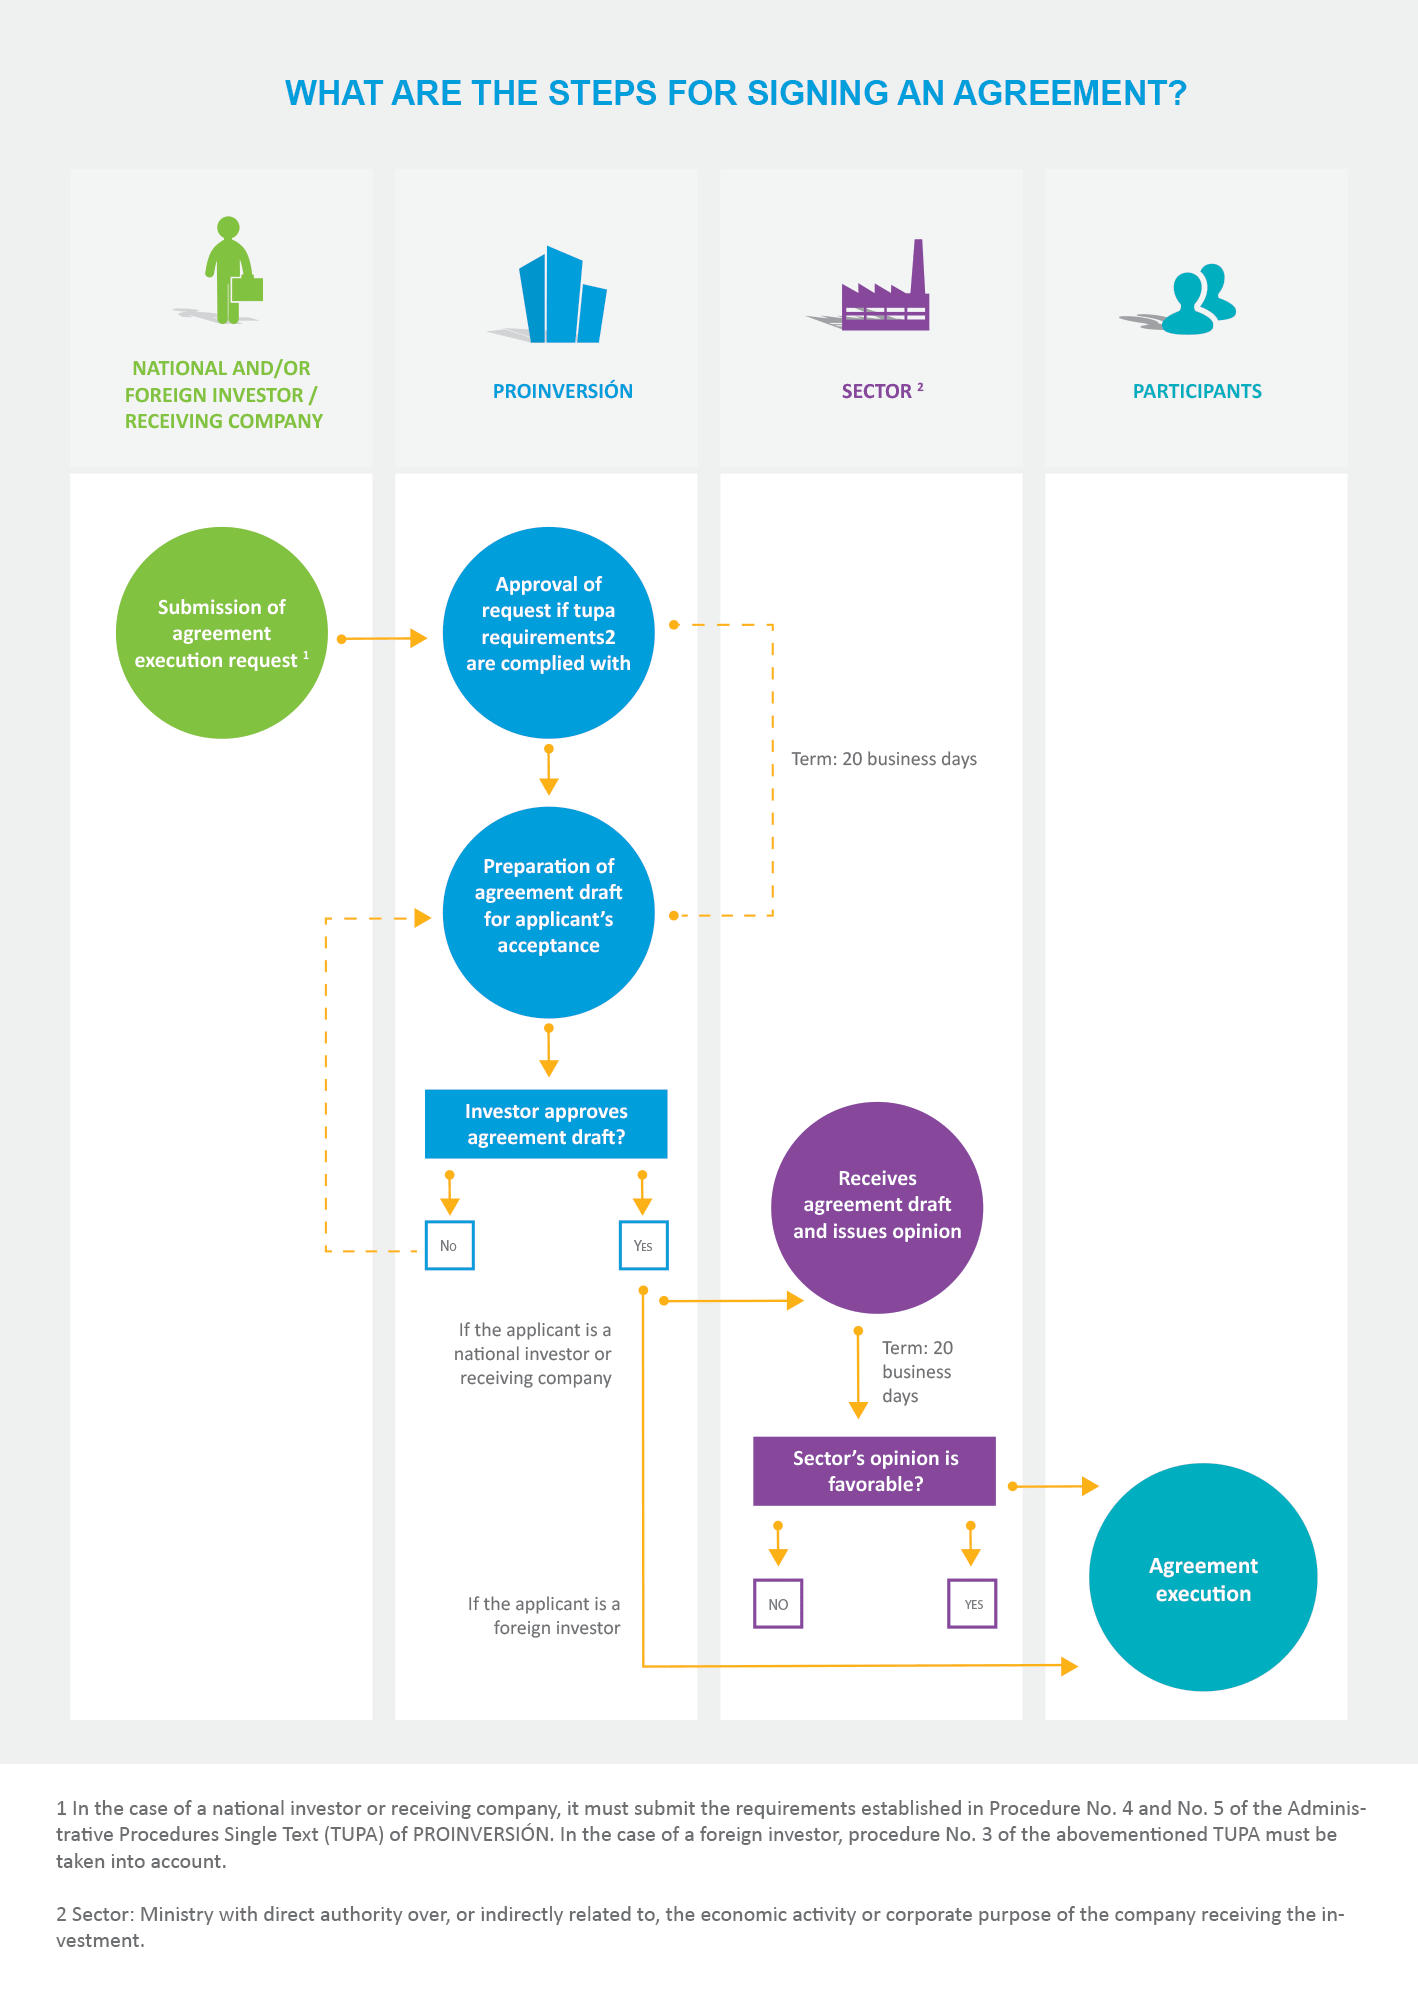 WHAT ARE THE STEPS FOR SIGNING AN AGREEMENT?
NATIONAL AND/OR
FOREIGN INVESTOR /
RECEIVING COMPANY
PROINVERSIÓN
SECTOR 2
PARTICIPANTS
Submission of
agreement
execution request 1
Approval of
request if tupa
requirements2
are complied with
Term: 20 business days
Preparation of
agreement draft
for applicant’s
acceptance
Investor approves
agreement draft?
No
Yes
Receives
agreement draft
and issues opinion
If the applicant is a
national investor or
receiving company
Term: 20
business
days
Sector’s opinion is
favorable?
NO
YES
If the applicant is a
foreign investor
Agreement
execution
1 In the case of a national investor or receiving company, it must submit the requirements established in Procedure No. 4 and No. 5 of the Adminis-
trative Procedures Single Text (TUPA) of PROINVERSIÓN. In the case of a foreign investor, procedure No. 3 of the abovementioned TUPA must be
taken into account.
2 Sector: Ministry with direct authority over, or indirectly related to, the economic activity or corporate purpose of the company receiving the in-
vestment.